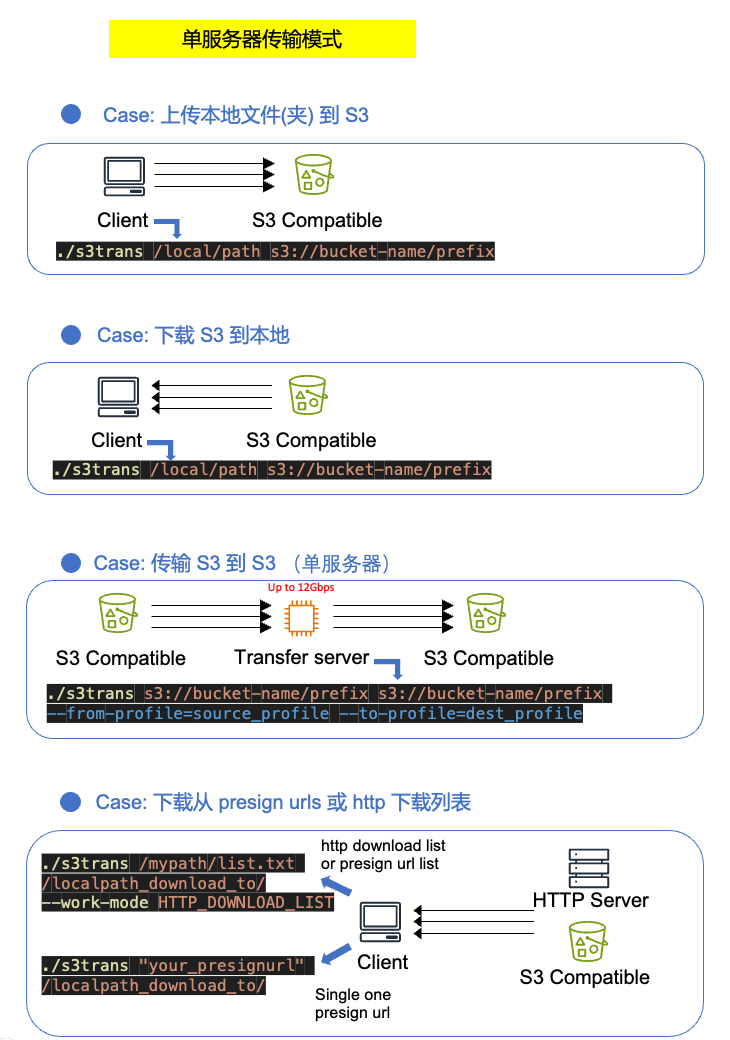 单服务器传输模式
Case: 上传本地文件(夹) 到 S3
Client
S3 Compatible
./s3trans /local/path s3://bucket-name/prefix
Case: 下载 S3 到本地
Client
S3 Compatible
./s3trans /local/path s3://bucket-name/prefix
Case: 传输 S3 到 S3 （单服务器）
Up to 12Gbps
S3 Compatible
Transfer server
S3 Compatible
./s3trans s3://bucket-name/prefix s3://bucket-name/prefix
--from-profile=source_profile --to-profile=dest_profile
Case: 下载从 presign urls 或 http 下载列表
http download list
or presign url list
./s3trans /mypath/list.txt
/localpath_download_to/
--work-mode HTTP_DOWNLOAD_LIST
HTTP Server
Client
./s3trans "your_presignurl"
/localpath_download_to/
S3 Compatible
Single one
presign url